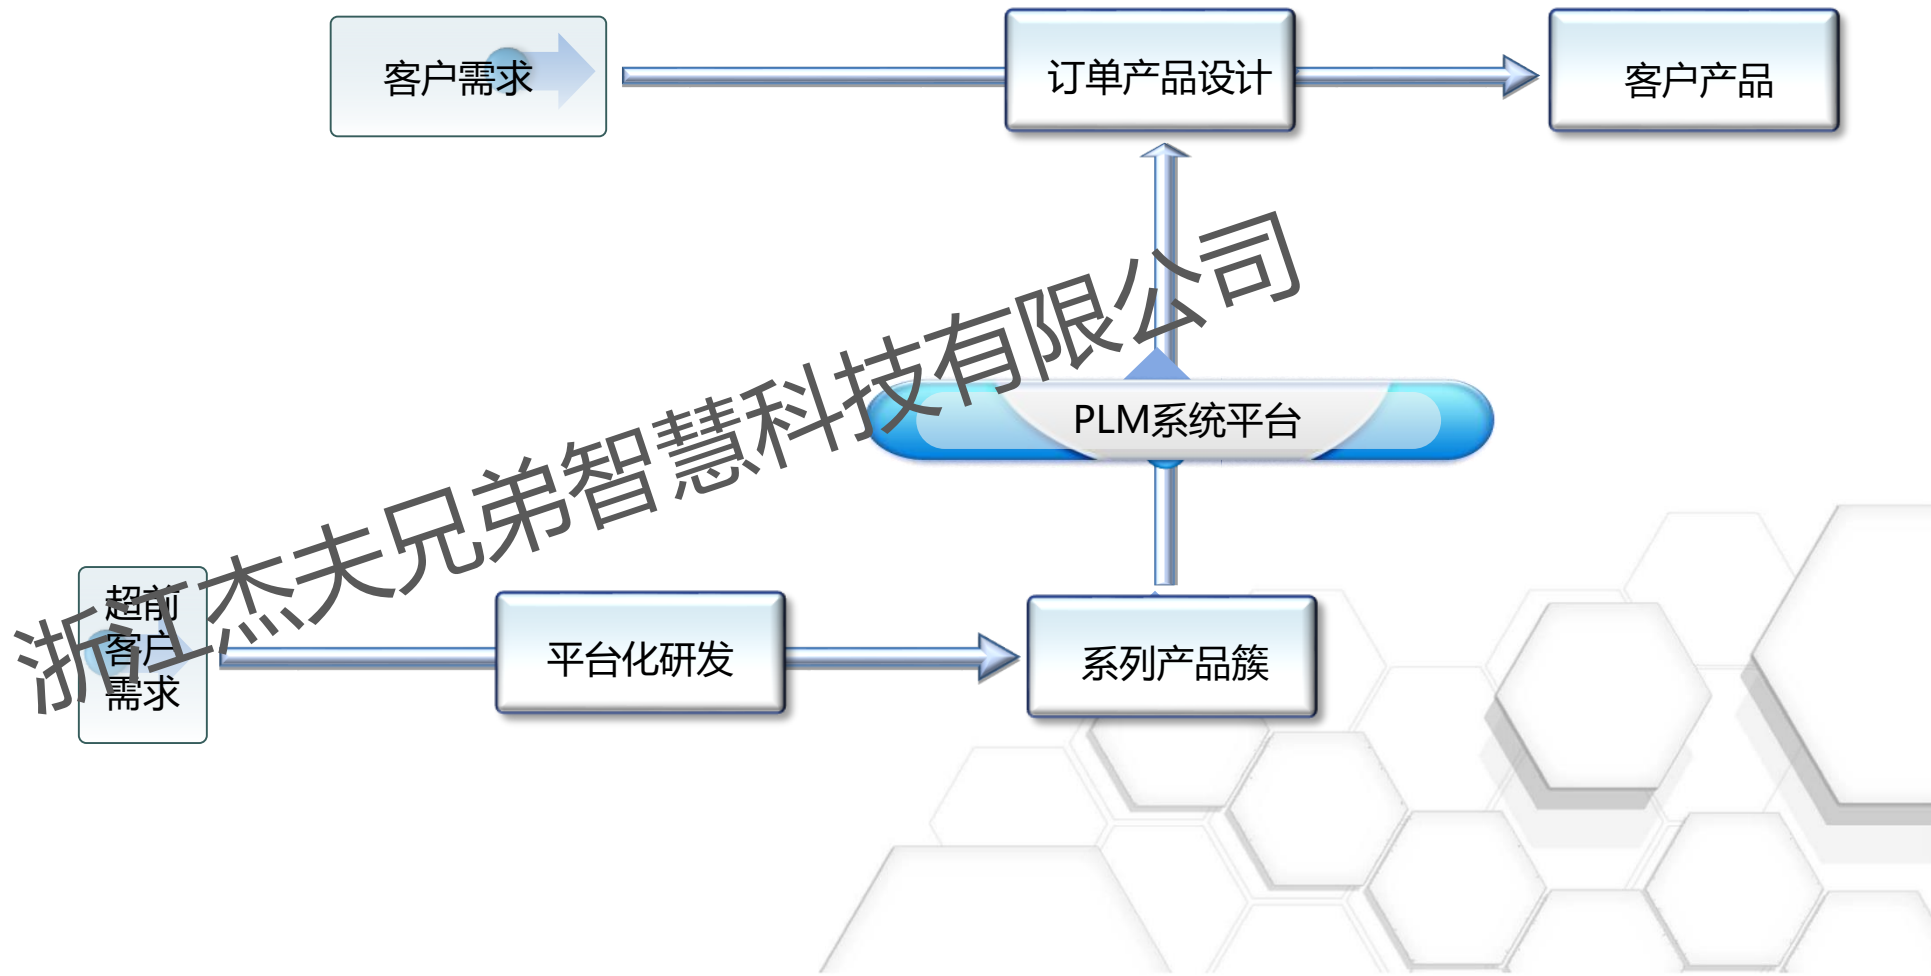 客户需求
订单产品设计
客户产品
浙江杰夫兄弟智慧科技有限公司
PLM系统平台
超前
客户
需求
平台化研发
系列产品簇